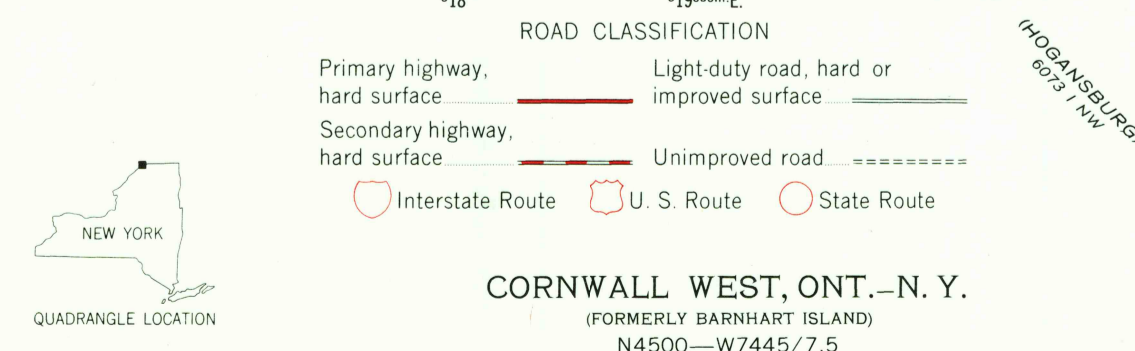 ⁵18 ⁵19 E.
ROAD CLASSIFICATION
Primary highway,
hard surface
Light-duty road, hard or
improved surface
Secondary highway,
hard surface
Unimproved road
Interstate Route U. S. Route State Route
(HOGANSBURG)
6073 I NW
NEW YORK
QUADRANGLE LOCATION
CORNWALL WEST, ONT.–N. Y.
(FORMERLY BARNHART ISLAND)
N4500—W7445/7.5